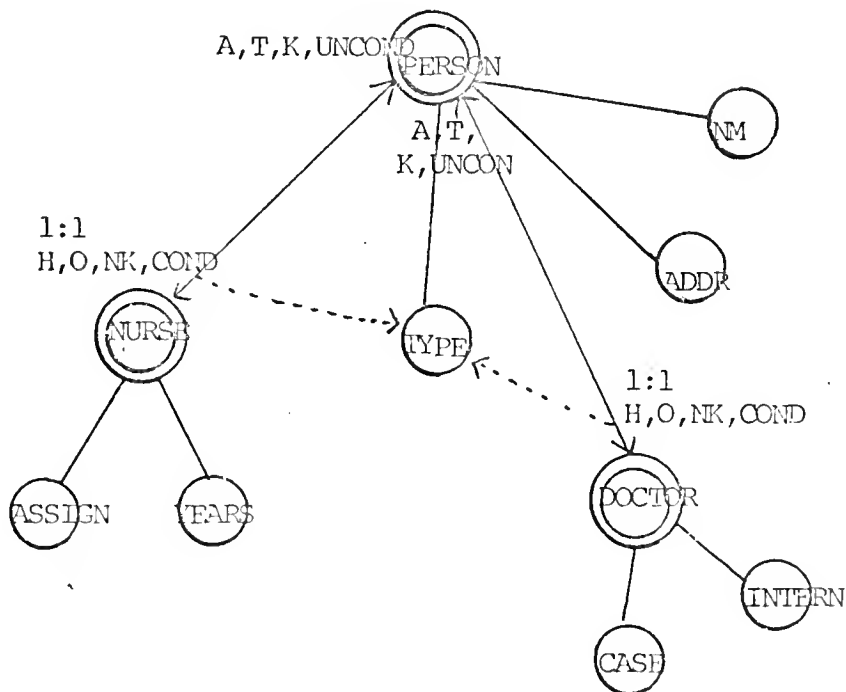 A,T,K,UNCOND
PERSON
NM
A,T,
K,UNCON
ADDR
1:1
H,O,NK,COND
NURSE
TYPE
1:1
H,O,NK,COND
DOCTOR
ASSIGN
YEARS
INTERN
CASE